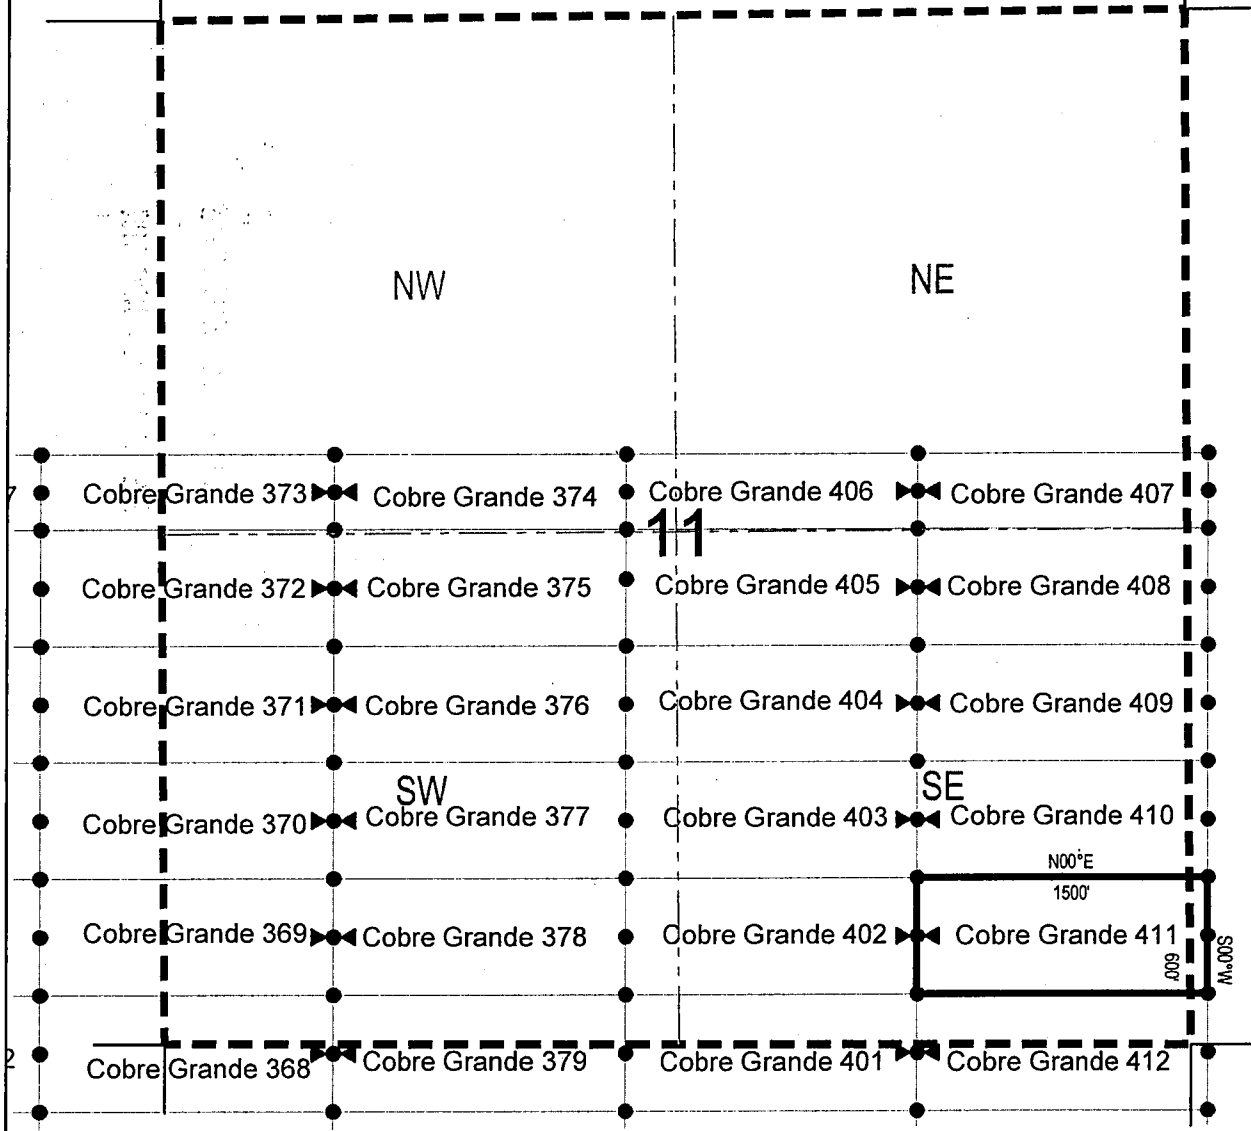 NW NE
Cobre Grande 373 Cobre Grande 374 Cobre Grande 406 Cobre Grande 407
11
Cobre Grande 372 Cobre Grande 375 Cobre Grande 405 Cobre Grande 408
Cobre Grande 371 Cobre Grande 376 Cobre Grande 404 Cobre Grande 409
SW SE
Cobre Grande 370 Cobre Grande 377 Cobre Grande 403 Cobre Grande 410
N00°E
1500'
Cobre Grande 369 Cobre Grande 378 Cobre Grande 402 Cobre Grande 411
600'
S00°W
Cobre Grande 368 Cobre Grande 379 Cobre Grande 401 Cobre Grande 412